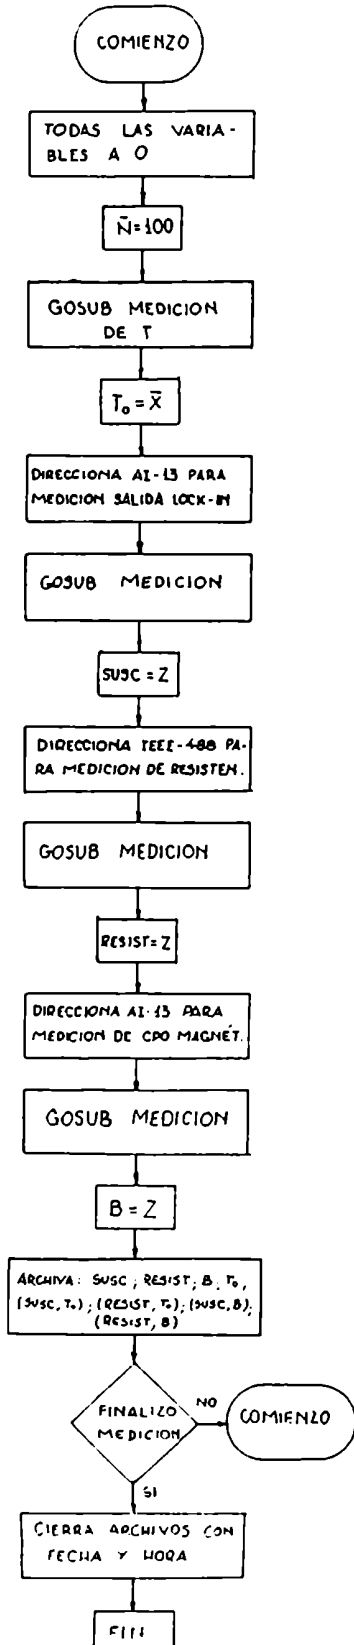 COMIENZO
TODAS LAS VARIA-
BLES A 0
N̄=100
GOSUB MEDICION
DE T
T₀ = X̄
DIRECCIONA AI-13 PARA
MEDICION SALIDA LOCK-IN
GOSUB MEDICION
SUSC = Z
DIRECCIONA IEEE-488 PA-
RA MEDICION DE RESISTEN.
GOSUB MEDICION
RESIST= Z
DIRECCIONA AI-13 PARA
MEDICION DE CPO MAGNÉT.
GOSUB MEDICION
B = Z
ARCHIVA: SUSC ; RESIST ; B ; T₀,
(SUSC, T₀) ; (RESIST, T₀) ; (SUSC, B);
(RESIST, B)
FINALIZO
MEDICION
NO
COMIENZO
SI
CIERRA ARCHIVOS CON
FECHA Y HORA
FIN